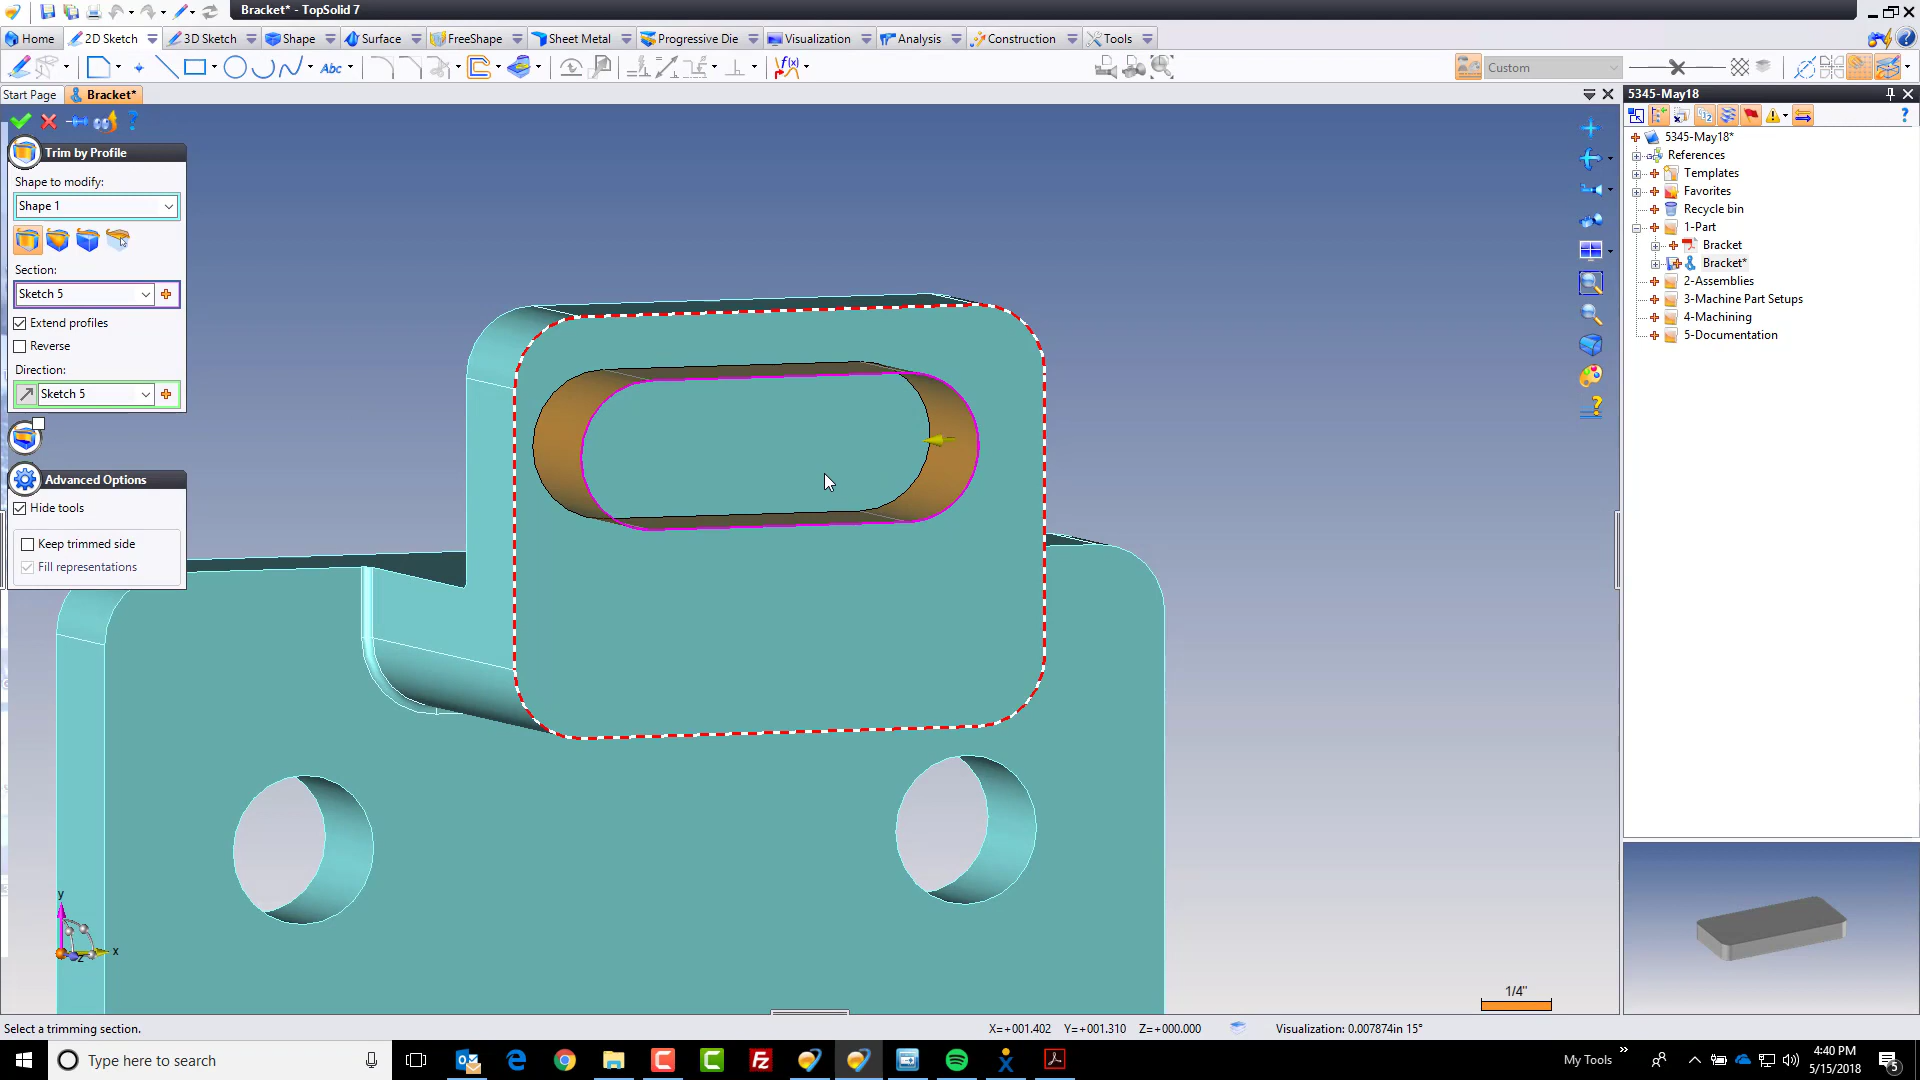 Bracket* - TopSolid 7
Home 2D Sketch 3D Sketch Shape Surface FreeShape Sheet Metal Progressive Die Visualization Analysis Construction Tools
Abc f(x) Custom
Start Page Bracket*
5345-May18
Trim by Profile
Shape to modify:
Shape 1
Section:
Sketch 5
Extend profiles
Reverse
Direction:
Sketch 5
Advanced Options
Hide tools
Keep trimmed side
Fill representations
5345-May18*
References
Templates
Favorites
Recycle bin
1-Part
Bracket
Bracket*
2-Assemblies
3-Machine Part Setups
4-Machining
5-Documentation
y
x
z
1/4"
Select a trimming section.
X=+001.402 Y=+001.310 Z=+000.000 Visualization: 0.007874in 15°
Type here to search
My Tools
4:40 PM
5/15/2018
5